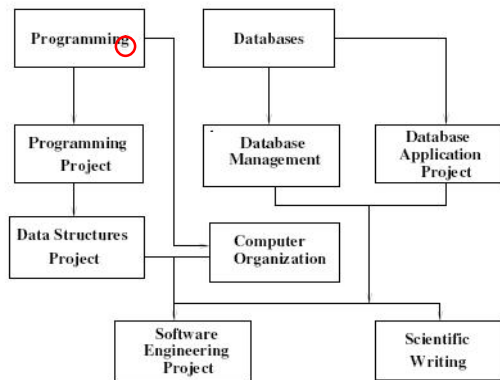 Programming
Databases
Programming
Project
Database
Management
Database
Application
Project
Data Structures
Project
Computer
Organization
Software
Engineering
Project
Scientific
Writing